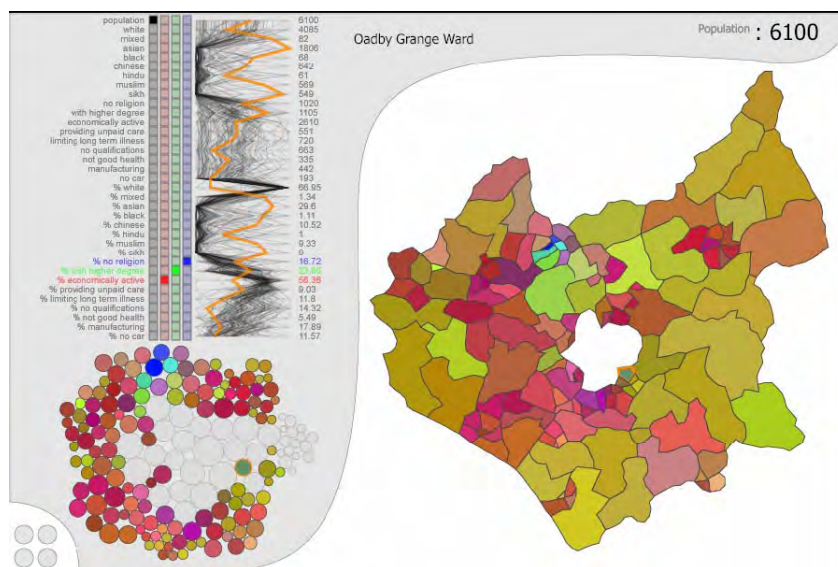 Oadby Grange Ward
Population : 6100
population 6100
white 4085
mixed 82
asian 1806
black 68
chinese 642
hindu 61
muslim 569
sikh 549
no religion 1020
with higher degree 1105
economically active 2610
providing unpaid care 551
limiting long term illness 720
no qualifications 663
not good health 335
manufacturing 442
no car 193
% white 66.95
% mixed 1.34
% asian 29.6
% black 1.11
% chinese 10.52
% hindu 1
% muslim 9.33
% sikh
% no religion 16.72
% with higher degree
% economically active 56.36
% providing unpaid care 9.03
% limiting long term illness 11.8
% no qualifications 14.32
% not good health 5.49
% manufacturing 17.89
% no car 11.57